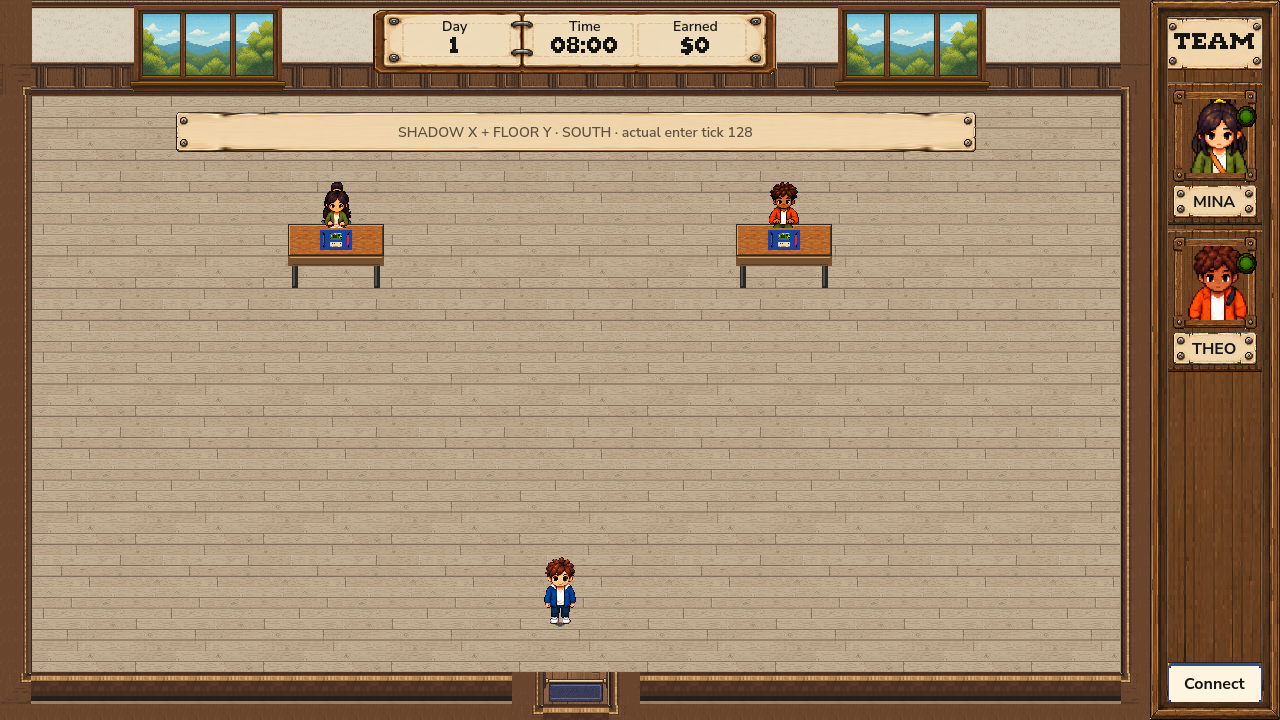 Day
1
Time
08:00
Earned
$0
TEAM
SHADOW X + FLOOR Y · SOUTH · actual enter tick 128
MINA
THEO
Connect